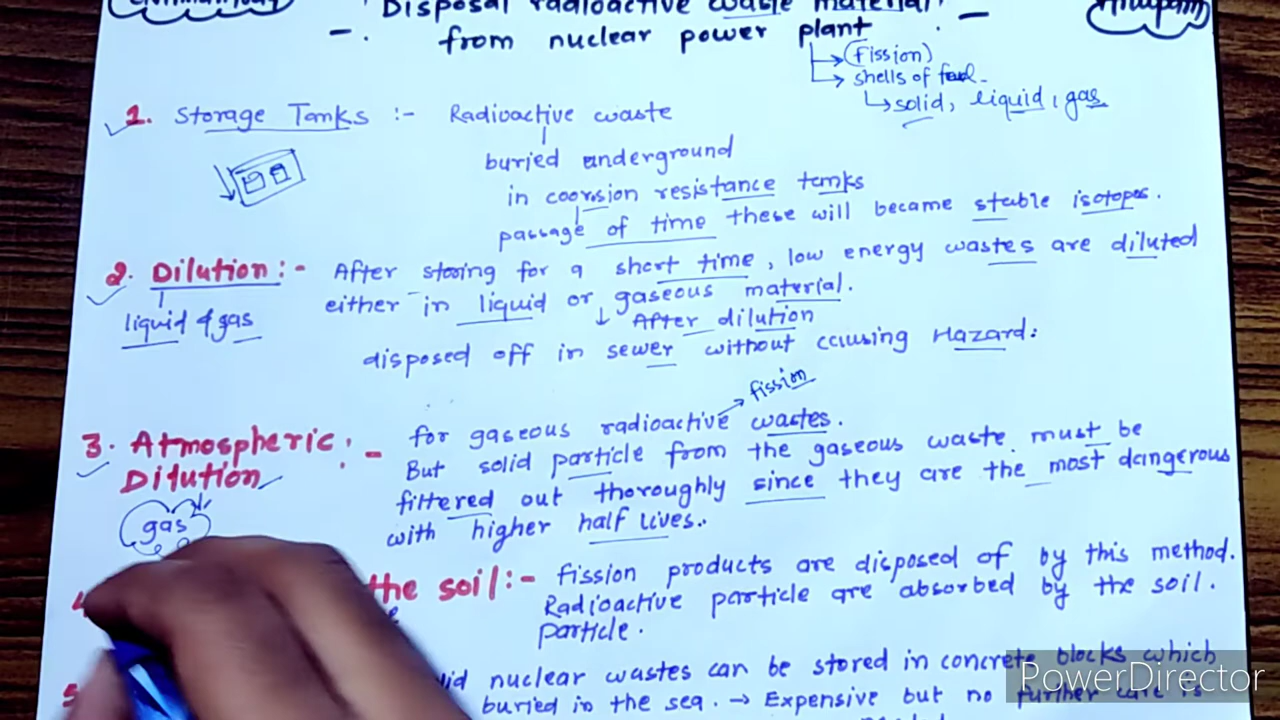 Disposal radioactive waste material
from nuclear power plant
(fission)
shells of fuel
solid, liquid, gas
1. Storage Tanks :- Radioactive waste
buried underground
in coorsion resistance tanks
passage of time these will became stable isotopes.
2. Dilution :- After storing for a short time, low energy wastes are diluted
either in liquid or gaseous material.
liquid & gas
After dilution
disposed off in sewer without causing Hazard:
fission
3. Atmospheric :- for gaseous radioactive wastes.
Dilution
But solid particle from the gaseous waste must be
filtered out thoroughly since they are the most dangerous
with higher half lives..
gas
the soil :- fission products are disposed of by this method.
Radioactive particle are absorbed by the soil.
particle.
nuclear wastes can be stored in concrete blocks which
buried in the sea. → Expensive but no further care is
PowerDirector